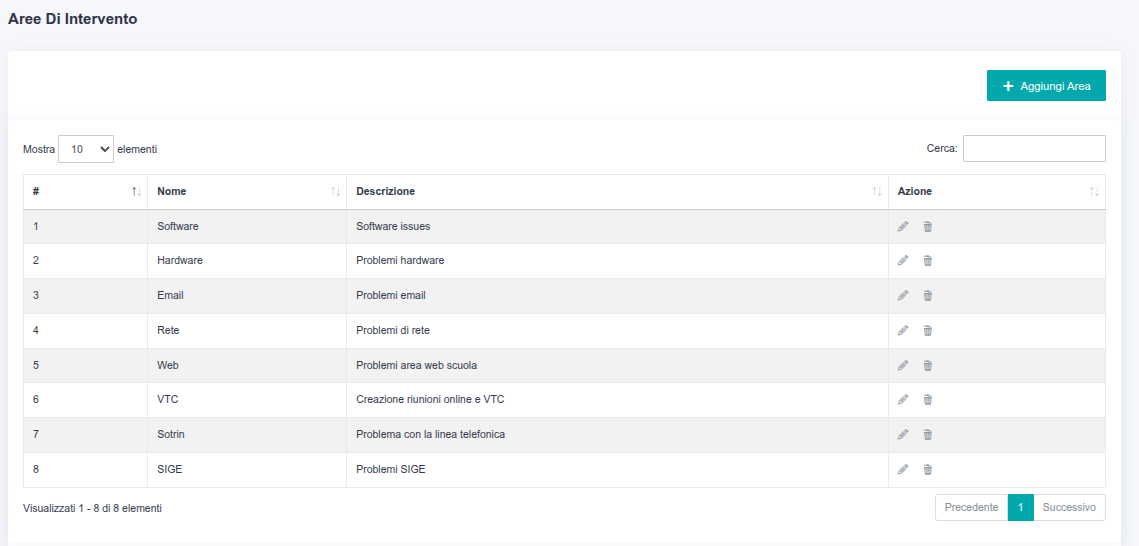 Aree Di Intervento
+ Aggiungi Area
Mostra 10 elementi Cerca:
# Nome Descrizione Azione
1 Software Software issues
2 Hardware Problemi hardware
3 Email Problemi email
4 Rete Problemi di rete
5 Web Problemi area web scuola
6 VTC Creazione riunioni online e VTC
7 Sotrin Problema con la linea telefonica
8 SIGE Problemi SIGE
Visualizzati 1 - 8 di 8 elementi Precedente 1 Successivo